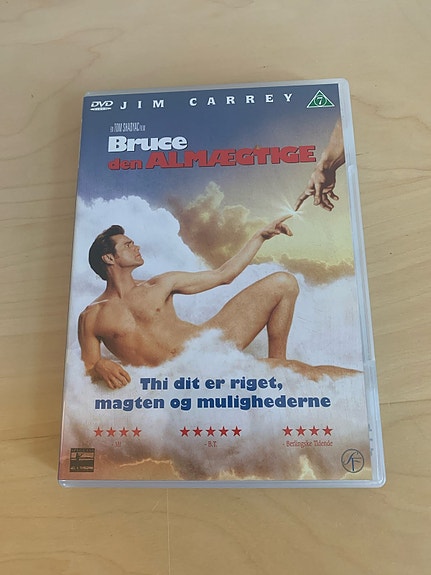 DVD
JIM CARREY
7
EN TOM SHADYAC FILM
Bruce
den ALMÆGTIGE
Thi dit er riget,
magten og mulighederne
★★★★ ★★★★★ ★★★★
- B.T. - Berlingske Tidende
SF